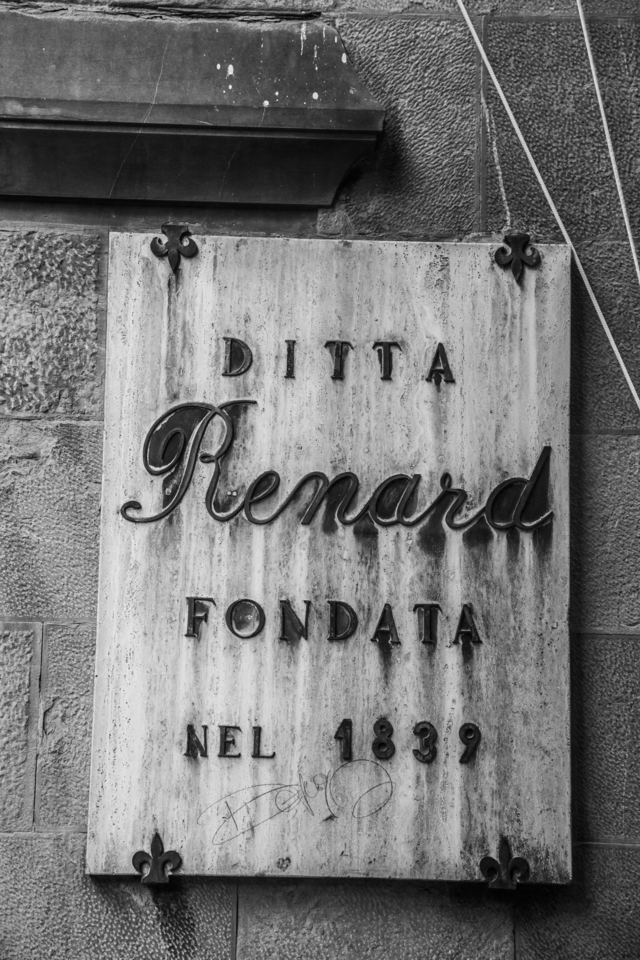 DITTA
Renard
FONDATA
NEL 1839